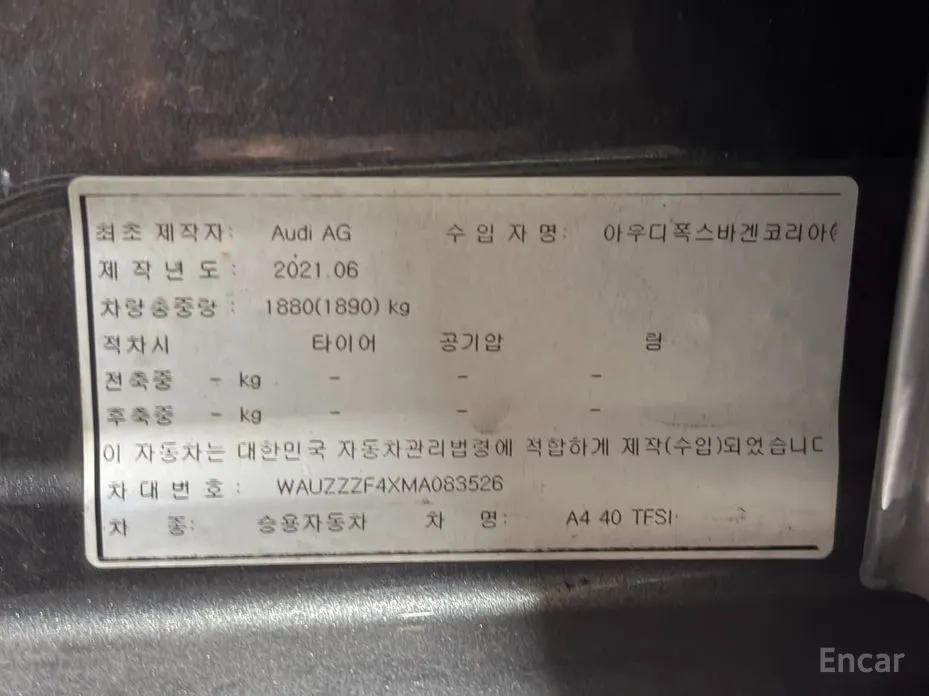 최초 제작자: Audi AG 수 입 자 명: 아우디폭스바겐코리아
제 작 년 도 : 2021.06
차량총중량 : 1880(1890) kg
적차시 타이어 공기압 림
전축중 - kg - - -
후축중 - kg - - -
이 자동차는 대한민국 자동차관리법령에 적합하게 제작(수입)되었습니다
차 대 번 호 : WAUZZZF4XMA083526
차 종: 승용자동차 차 명: A4 40 TFSI
Encar